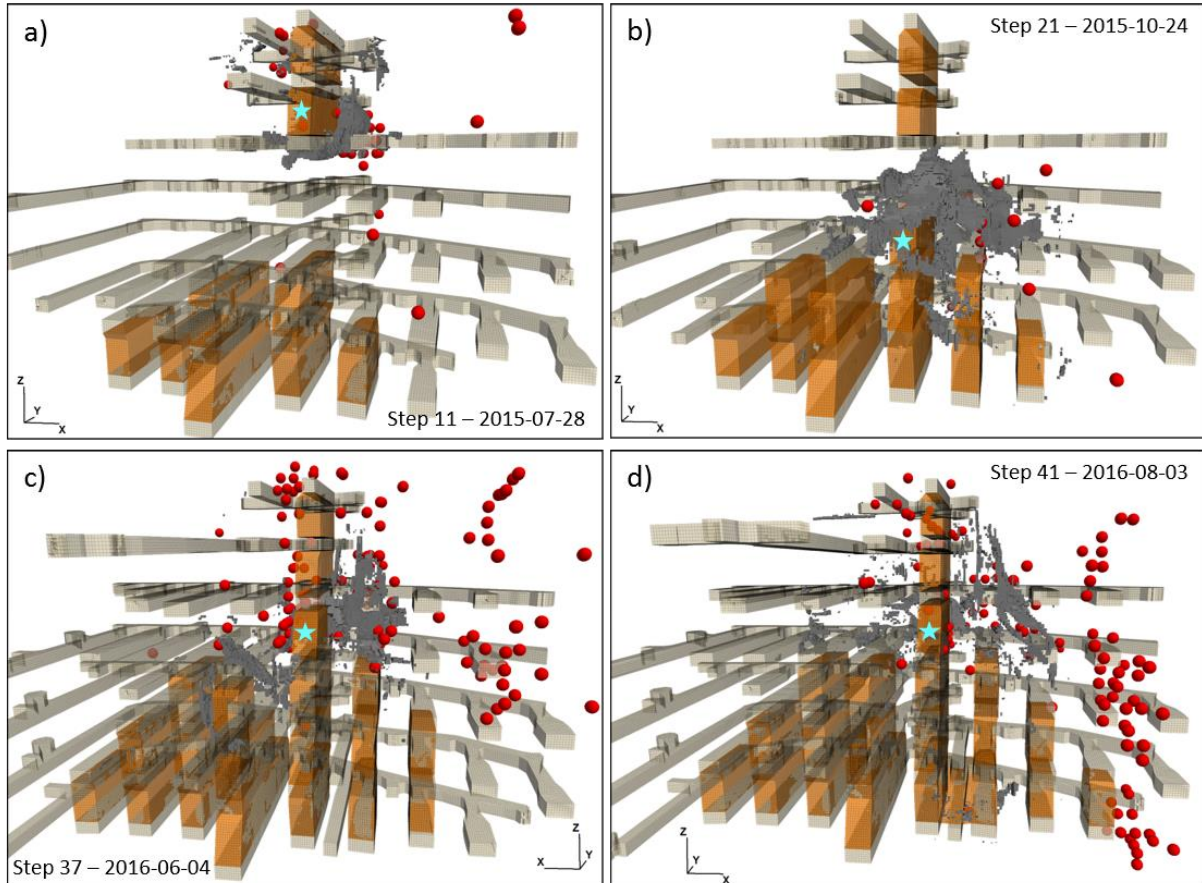 a)
Z
Y
X
Step 11 – 2015-07-28
b)
Step 21 – 2015-10-24
Z
Y
X
c)
Step 37 – 2016-06-04
Z
X
Y
d)
Step 41 – 2016-08-03
Z
Y
X